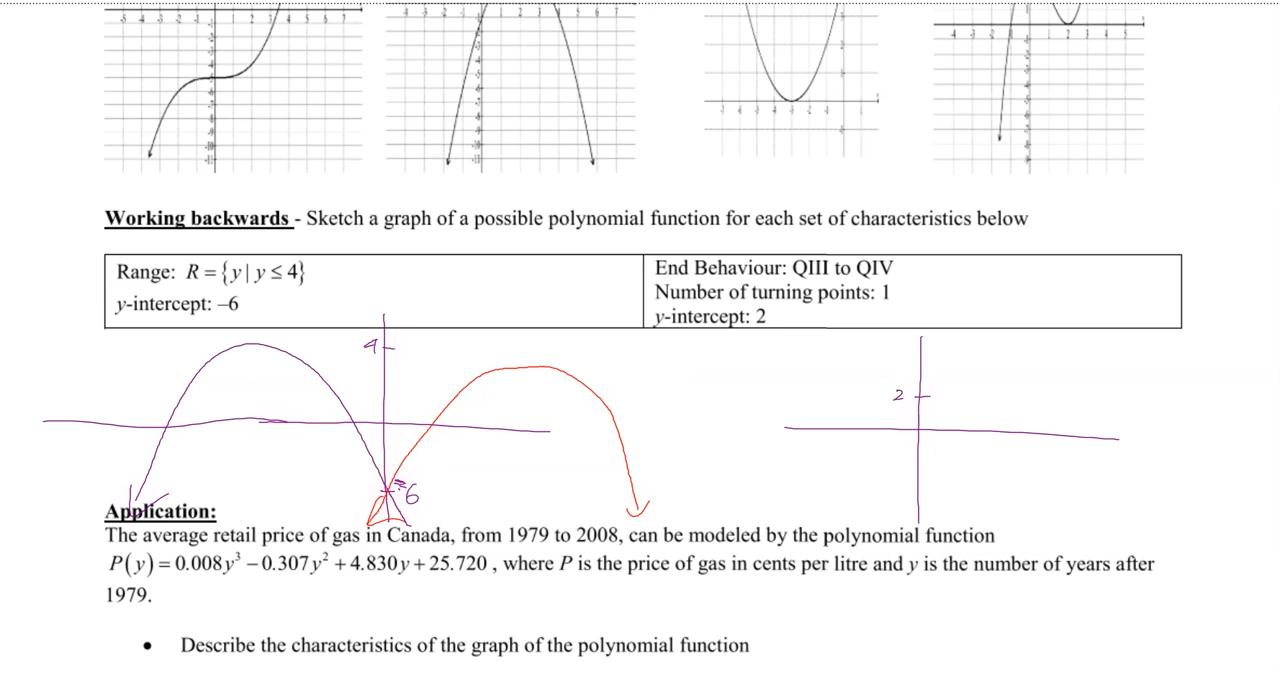 Working backwards - Sketch a graph of a possible polynomial function for each set of characteristics below
Range: R = {y | y ≤ 4}
y-intercept: –6
End Behaviour: QIII to QIV
Number of turning points: 1
y-intercept: 2
4
-6
2
Application:
The average retail price of gas in Canada, from 1979 to 2008, can be modeled by the polynomial function
P(y) = 0.008y³ – 0.307y² + 4.830y + 25.720 , where P is the price of gas in cents per litre and y is the number of years after
1979.
• Describe the characteristics of the graph of the polynomial function